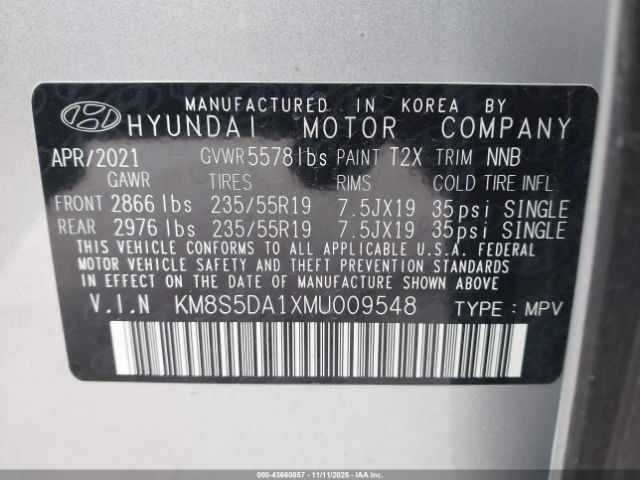 MANUFACTURED IN KOREA BY
HYUNDAI MOTOR COMPANY
APR/2021 GVWR 5578 lbs PAINT T2X TRIM NNB
GAWR TIRES RIMS COLD TIRE INFL
FRONT 2866 lbs 235/55R19 7.5JX19 35psi SINGLE
REAR 2976 lbs 235/55R19 7.5JX19 35psi SINGLE
THIS VEHICLE CONFORMS TO ALL APPLICABLE U.S.A. FEDERAL
MOTOR VEHICLE SAFETY AND THEFT PREVENTION
STANDARDS IN EFFECT ON THE DATE OF MANUFACTURE SHOWN ABOVE.
V.I.N KM8S5DA1XMU009548 TYPE : MPV
000-43660857 - 11/11/2025 - IAAI.COM